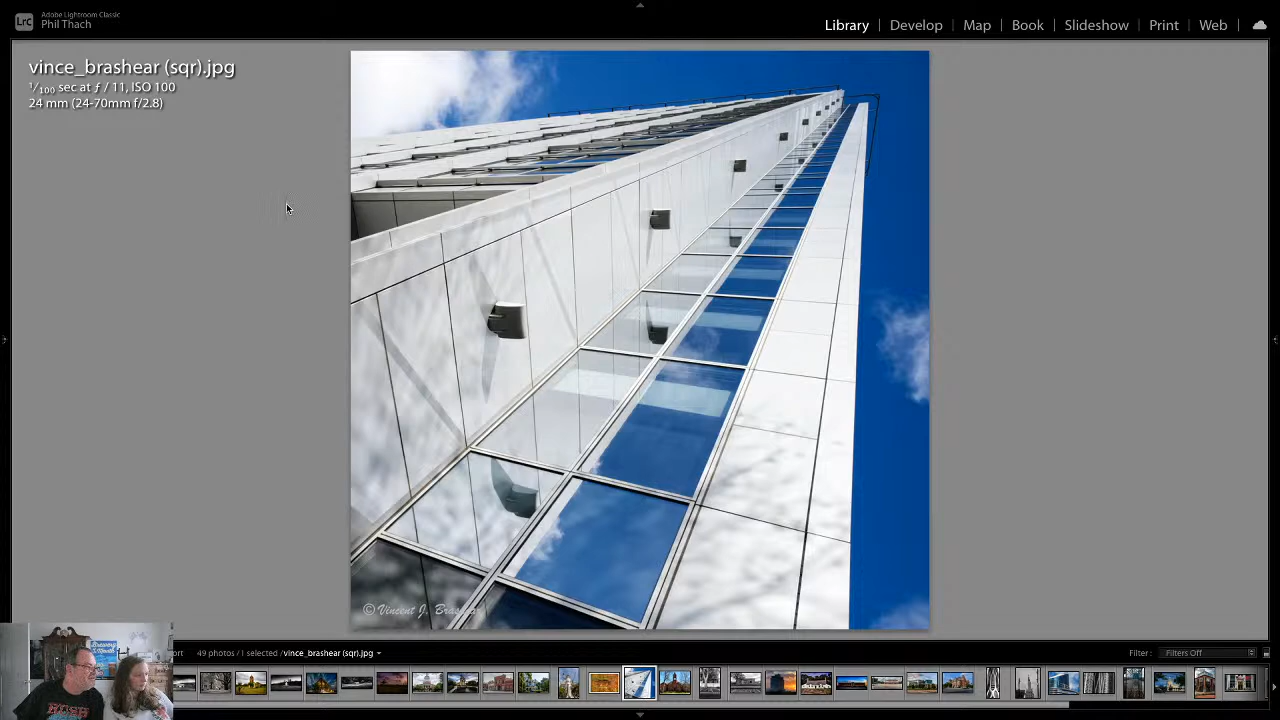 Lrc
Adobe Lightroom Classic
Phil Thach
Library | Develop | Map | Book | Slideshow | Print | Web
vince_brashear (sqr).jpg
1/100 sec at ƒ / 11, ISO 100
24 mm (24-70mm f/2.8)
© Vincent J. Brashear
49 photos / 1 selected / vince_brashear (sqr).jpg
Filter : Filters Off